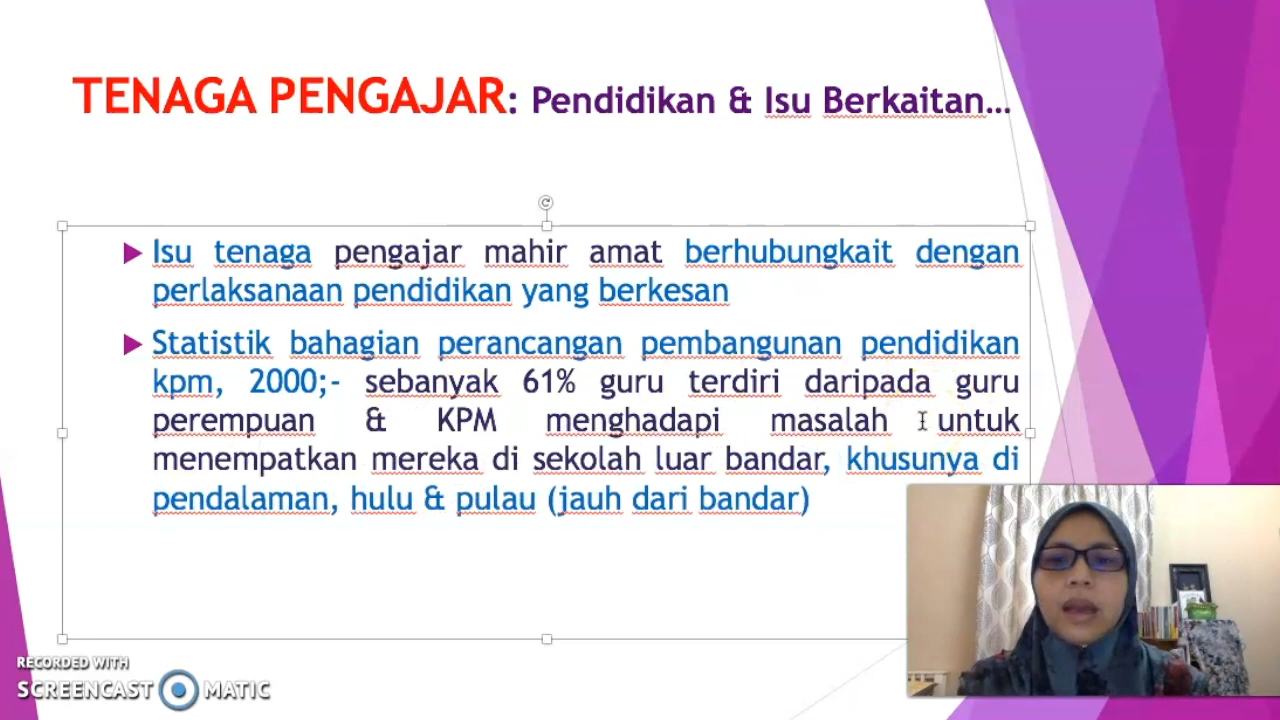 TENAGA PENGAJAR: Pendidikan & Isu Berkaitan…
Isu tenaga pengajar mahir amat berhubungkait dengan
perlaksanaan pendidikan yang berkesan
Statistik bahagian perancangan pembangunan pendidikan
kpm, 2000;- sebanyak 61% guru terdiri daripada guru
perempuan & KPM menghadapi masalah untuk
menempatkan mereka di sekolah luar bandar, khusunya di
pendalaman, hulu & pulau (jauh dari bandar)
RECORDED WITH
SCREENCAST MATIC